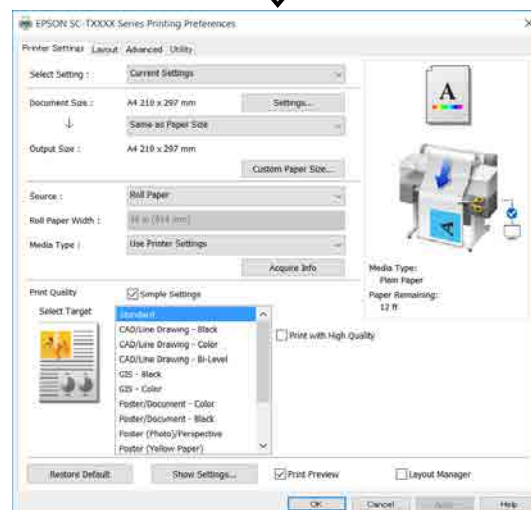 EPSON SC-TXXXX Series Printing Preferences
Printer Settings Layout Advanced Utility
Select Setting : Current Settings
Document Size : A4 210 x 297 mm Settings...
Same as Paper Size
Output Size : A4 210 x 297 mm
Custom Paper Size...
Source : Roll Paper
Roll Paper Width : 36 in (914 mm)
Media Type : Use Printer Settings
Acquire Info
A
Media Type:
Plain Paper
Paper Remaining:
12 ft
Print Quality Simple Settings
Select Target
Standard
CAD/Line Drawing - Black
CAD/Line Drawing - Color
CAD/Line Drawing - Bi-Level
GIS - Black
GIS - Color
Poster/Document - Color
Poster/Document - Black
Poster (Photo)/Perspective
Poster (Yellow Paper)
Print with High Quality
Restore Default Show Settings... Print Preview Layout Manager
OK Cancel Apply Help